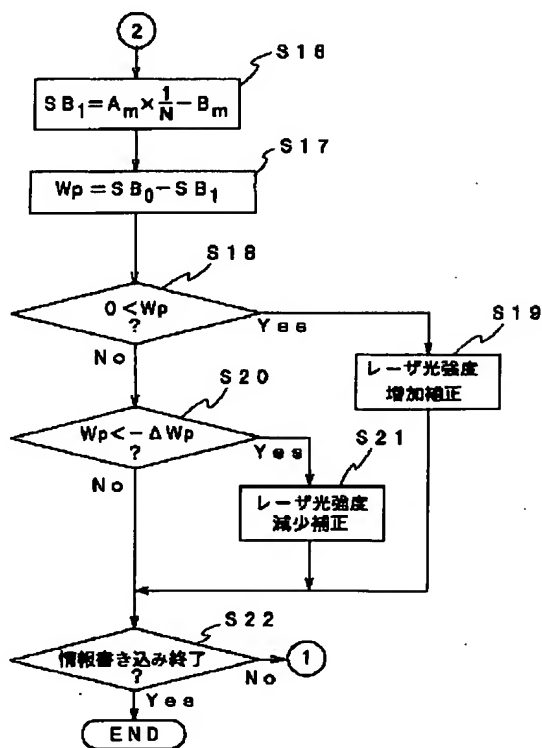 2
S16
SB₁=Aₘ×1/N−Bₘ
S17
Wp=SB₀−SB₁
S18
0<Wp
?
Yes
No
S19
レーザ光強度
増加補正
S20
Wp<−ΔWp
?
Yes
No
S21
レーザ光強度
減少補正
S22
情報書き込み終了
?
No
1
Yes
END